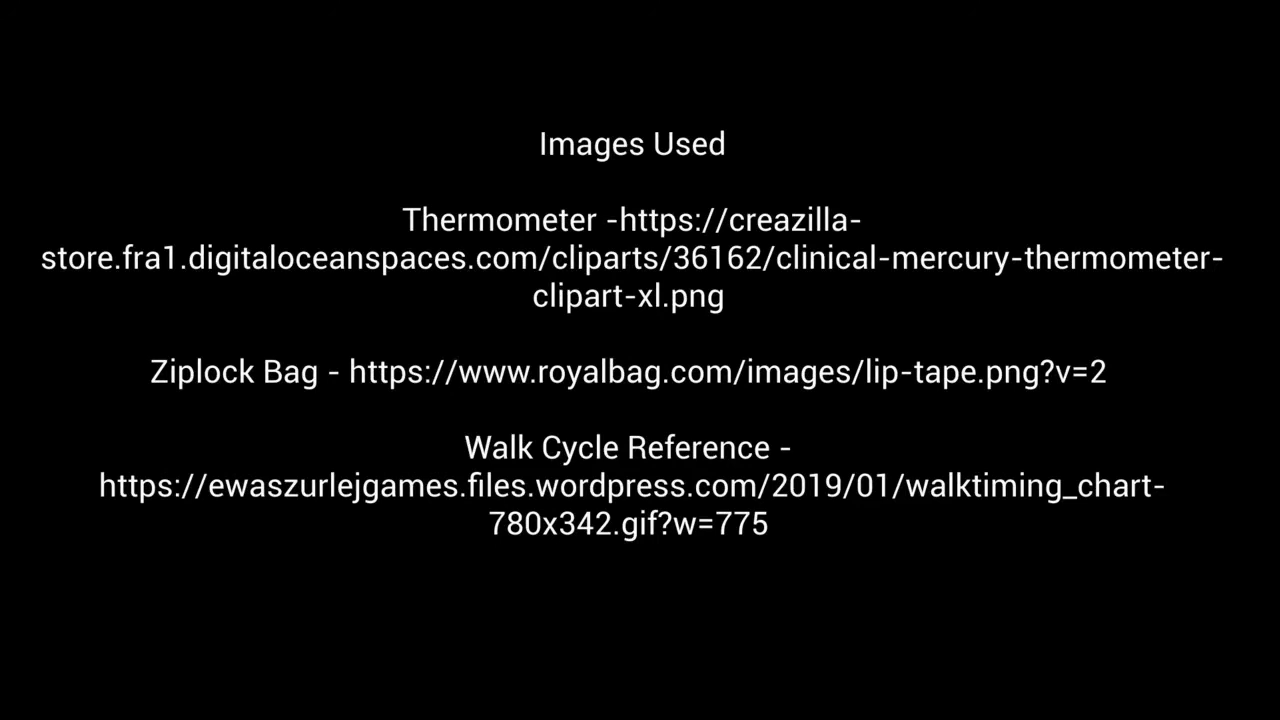 Images Used
Thermometer -https://creazilla-
store.fra1.digitaloceanspaces.com/cliparts/36162/clinical-mercury-thermometer-
clipart-xl.png
Ziplock Bag - https://www.royalbag.com/images/lip-tape.png?v=2
Walk Cycle Reference -
https://ewaszurlejgames.files.wordpress.com/2019/01/walktiming_chart-
780x342.gif?w=775